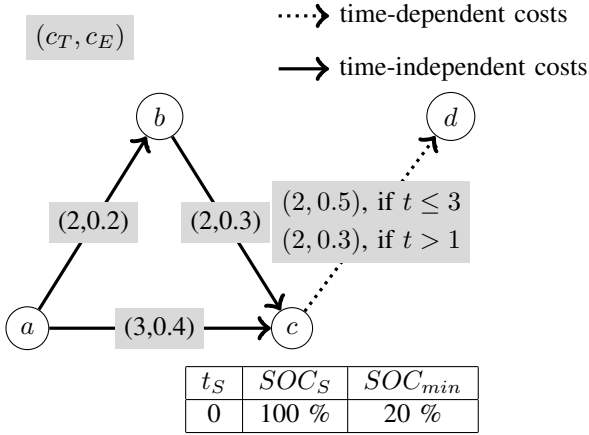 (c_T, c_E)
time-dependent costs
time-independent costs
b
d
(2,0.2)
(2,0.3)
(2, 0.5), if t ≤ 3
(2, 0.3), if t > 1
a
(3,0.4)
c
t_S SOC_S SOC_min
0 100 % 20 %